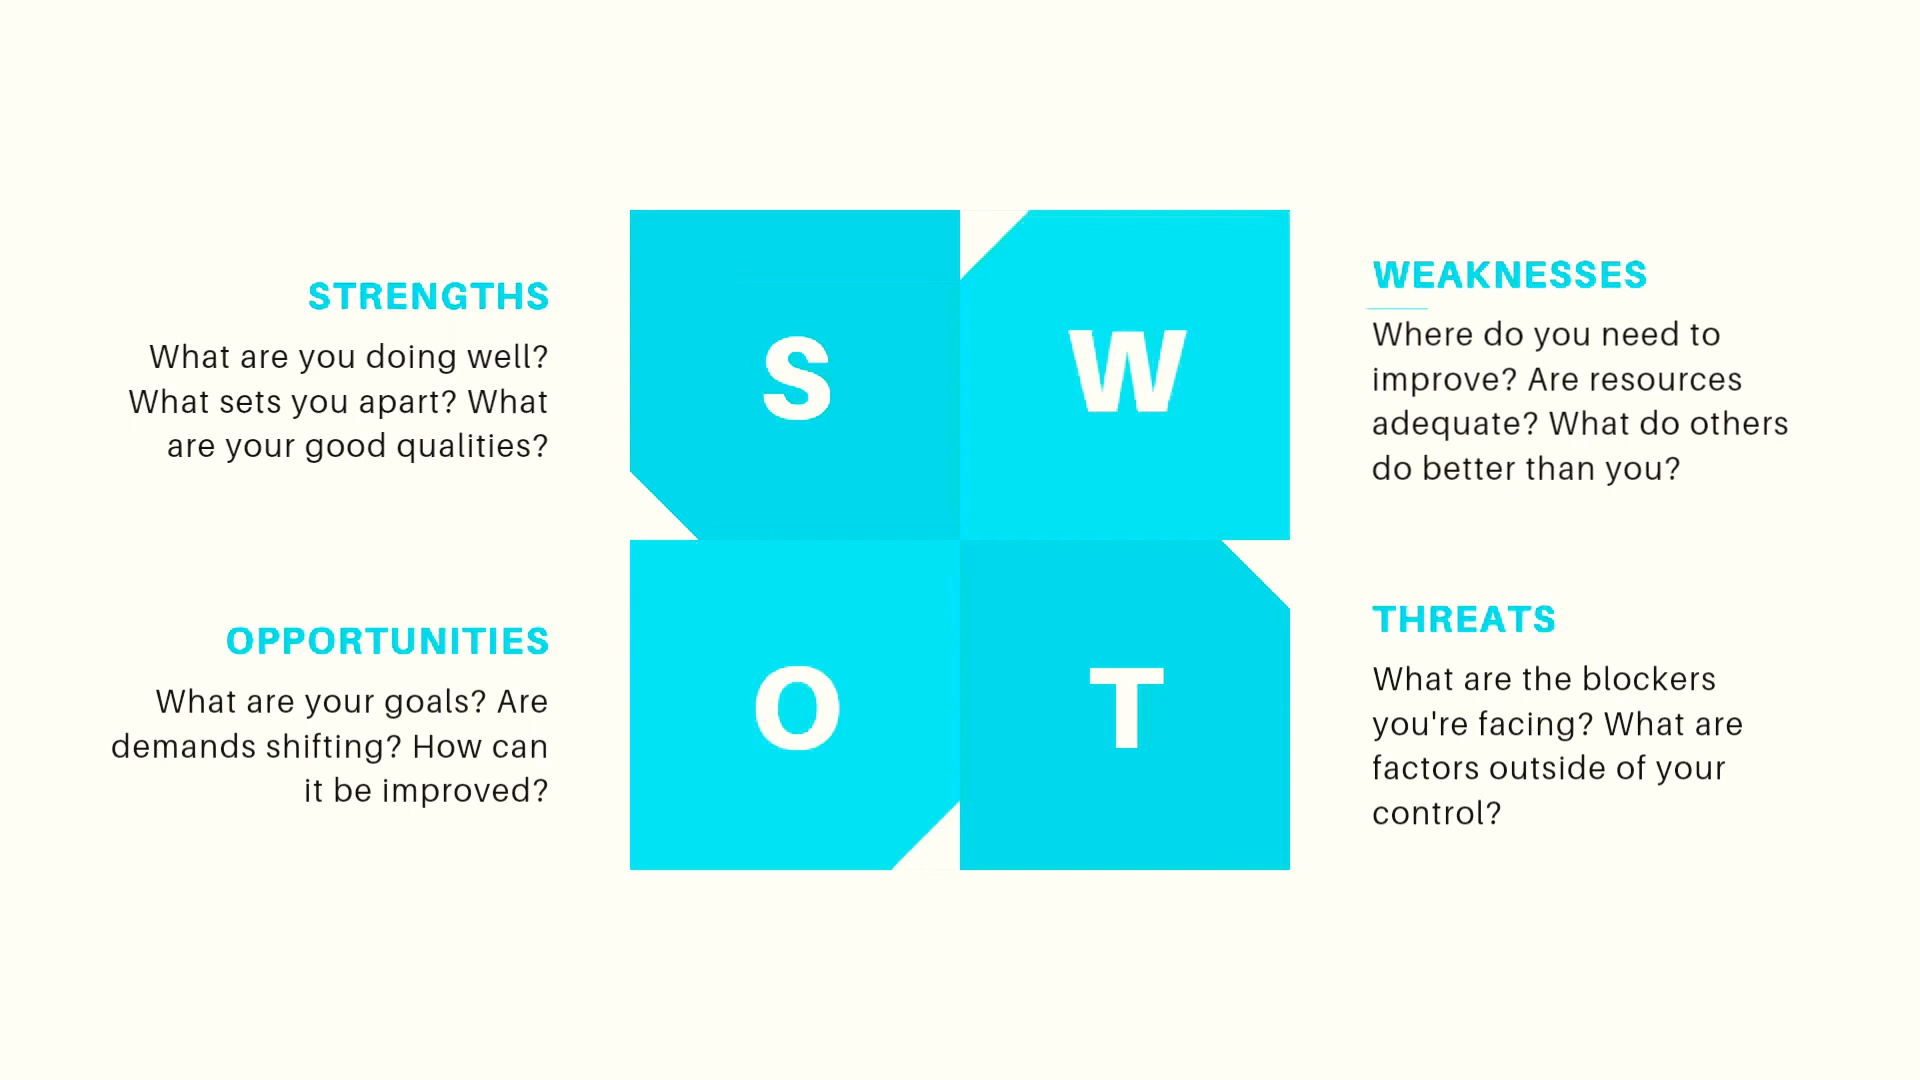 STRENGTHS
What are you doing well?
What sets you apart? What
are your good qualities?
S
W
WEAKNESSES
Where do you need to
improve? Are resources
adequate? What do others
do better than you?
OPPORTUNITIES
What are your goals? Are
demands shifting? How can
it be improved?
O
T
THREATS
What are the blockers
you're facing? What are
factors outside of your
control?